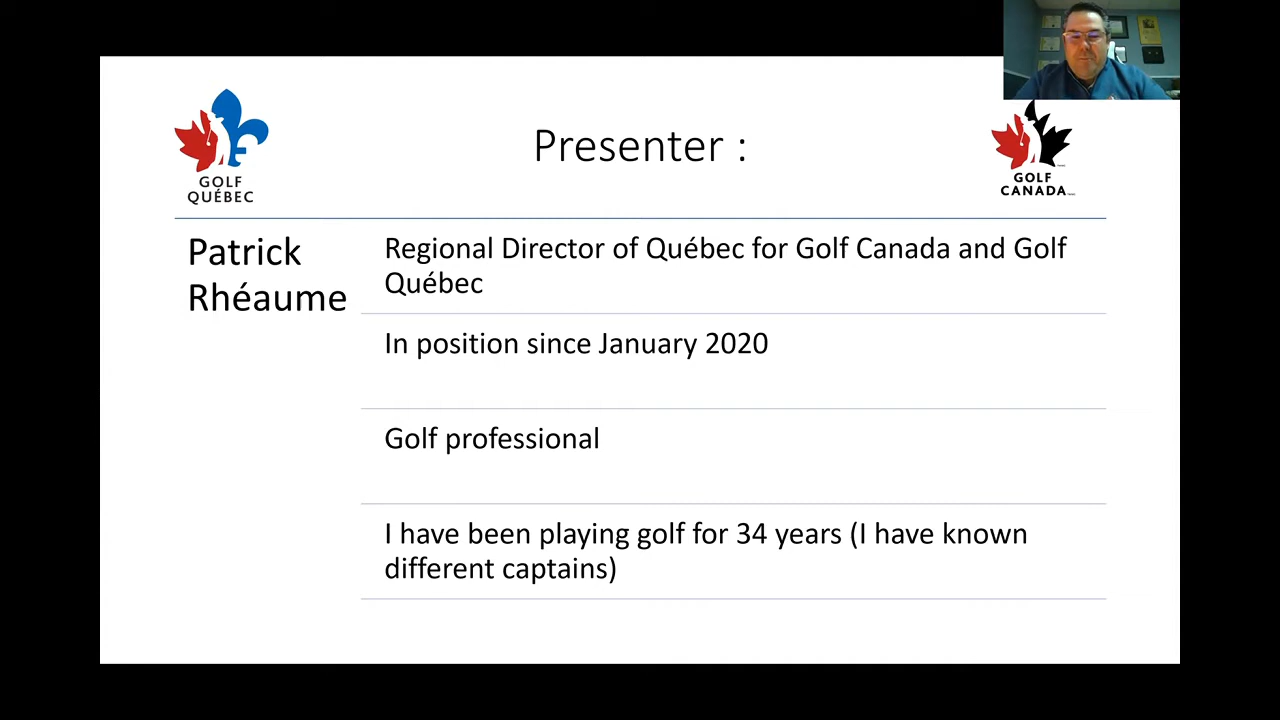 Presenter :
GOLF
QUÉBEC
GOLF
CANADA
Patrick
Rhéaume
Regional Director of Québec for Golf Canada and Golf
Québec
In position since January 2020
Golf professional
I have been playing golf for 34 years (I have known
different captains)